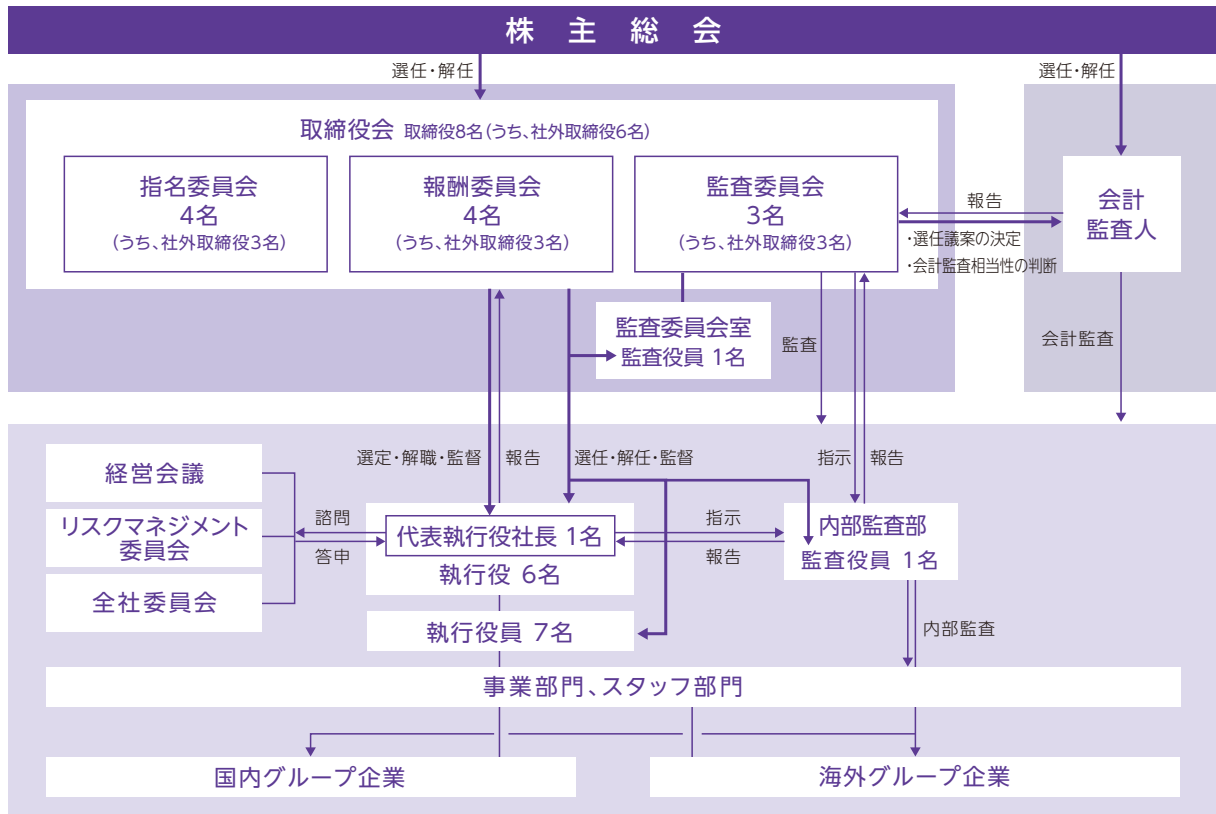 株主総会
選任・解任
選任・解任
取締役会 取締役8名(うち、社外取締役6名)
指名委員会
4名
(うち、社外取締役3名)
報酬委員会
4名
(うち、社外取締役3名)
監査委員会
3名
(うち、社外取締役3名)
報告
・選任議案の決定
・会計監査相当性の判断
会計
監査人
監査委員会室
監査役員 1名
監査
会計監査
選定・解職・監督
報告
選任・解任・監督
指示
報告
経営会議
リスクマネジメント
委員会
全社委員会
諮問
答申
代表執行役社長 1名
執行役 6名
執行役員 7名
指示
報告
内部監査部
監査役員 1名
内部監査
事業部門、スタッフ部門
国内グループ企業
海外グループ企業